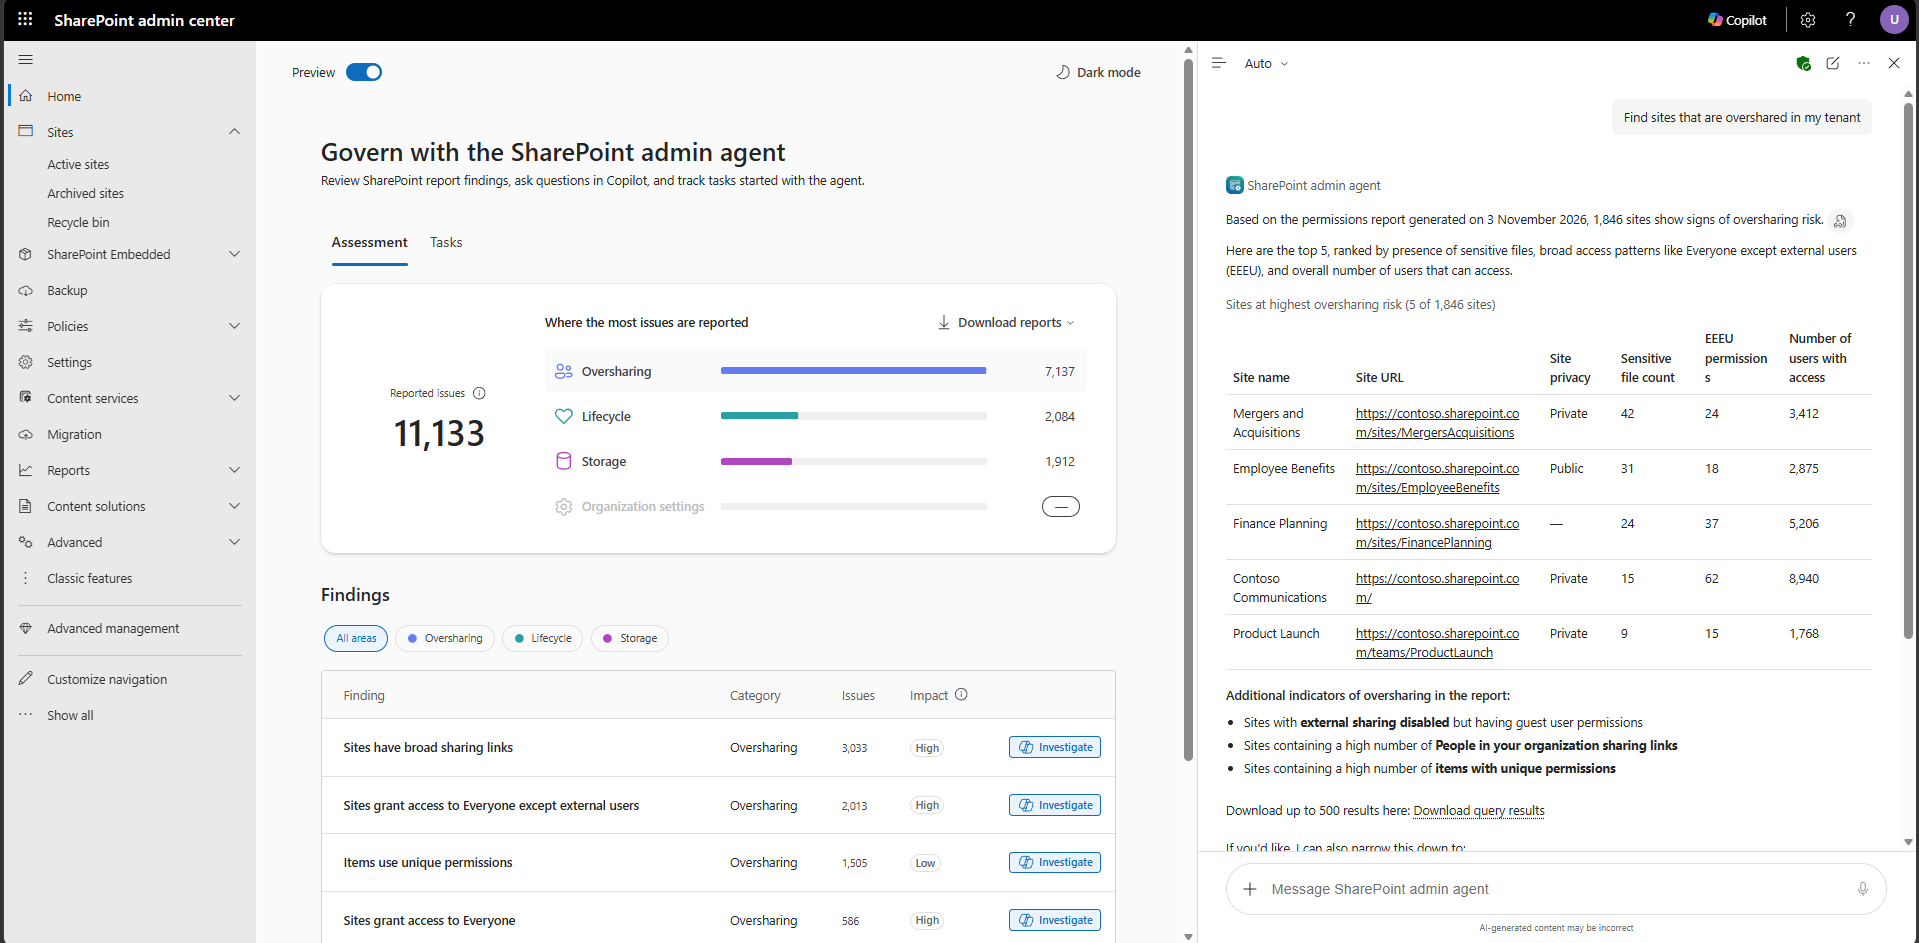 SharePoint admin center
Copilot
?
U
Home
Sites
Active sites
Archived sites
Recycle bin
SharePoint Embedded
Backup
Policies
Settings
Content services
Migration
Reports
Content solutions
Advanced
Classic features
Advanced management
Customize navigation
Show all
Preview
Dark mode
Govern with the SharePoint admin agent
Review SharePoint report findings, ask questions in Copilot, and track tasks started with the agent.
Assessment Tasks
Reported issues
11,133
Where the most issues are reported
Download reports
Oversharing 7,137
Lifecycle 2,084
Storage 1,912
Organization settings —
Findings
All areas Oversharing Lifecycle Storage
Finding Category Issues Impact
Sites have broad sharing links Oversharing 3,033 High Investigate
Sites grant access to Everyone except external users Oversharing 2,013 High Investigate
Items use unique permissions Oversharing 1,505 Low Investigate
Sites grant access to Everyone Oversharing 586 High Investigate
Auto
Find sites that are overshared in my tenant
SharePoint admin agent
Based on the permissions report generated on 3 November 2026, 1,846 sites show signs of oversharing risk.
Here are the top 5, ranked by presence of sensitive files, broad access patterns like Everyone except external users
(EEEU), and overall number of users that can access.
Sites at highest oversharing risk (5 of 1,846 sites)
Site name
Site URL
Site
privacy
Sensitive
file count
EEEU
permission
s
Number of
users with
access
Mergers and
Acquisitions
https://contoso.sharepoint.co
m/sites/MergersAcquisitions
Private 42 24 3,412
Employee Benefits
https://contoso.sharepoint.co
m/sites/EmployeeBenefits
Public 31 18 2,875
Finance Planning
https://contoso.sharepoint.co
m/sites/FinancePlanning
— 24 37 5,206
Contoso
Communications
https://contoso.sharepoint.co
m/
Private 15 62 8,940
Product Launch
https://contoso.sharepoint.co
m/teams/ProductLaunch
Private 9 15 1,768
Additional indicators of oversharing in the report:
• Sites with external sharing disabled but having guest user permissions
• Sites containing a high number of People in your organization sharing links
• Sites containing a high number of items with unique permissions
Download up to 500 results here: Download query results
If you'd like, I can also narrow this down to:
Message SharePoint admin agent
AI-generated content may be incorrect